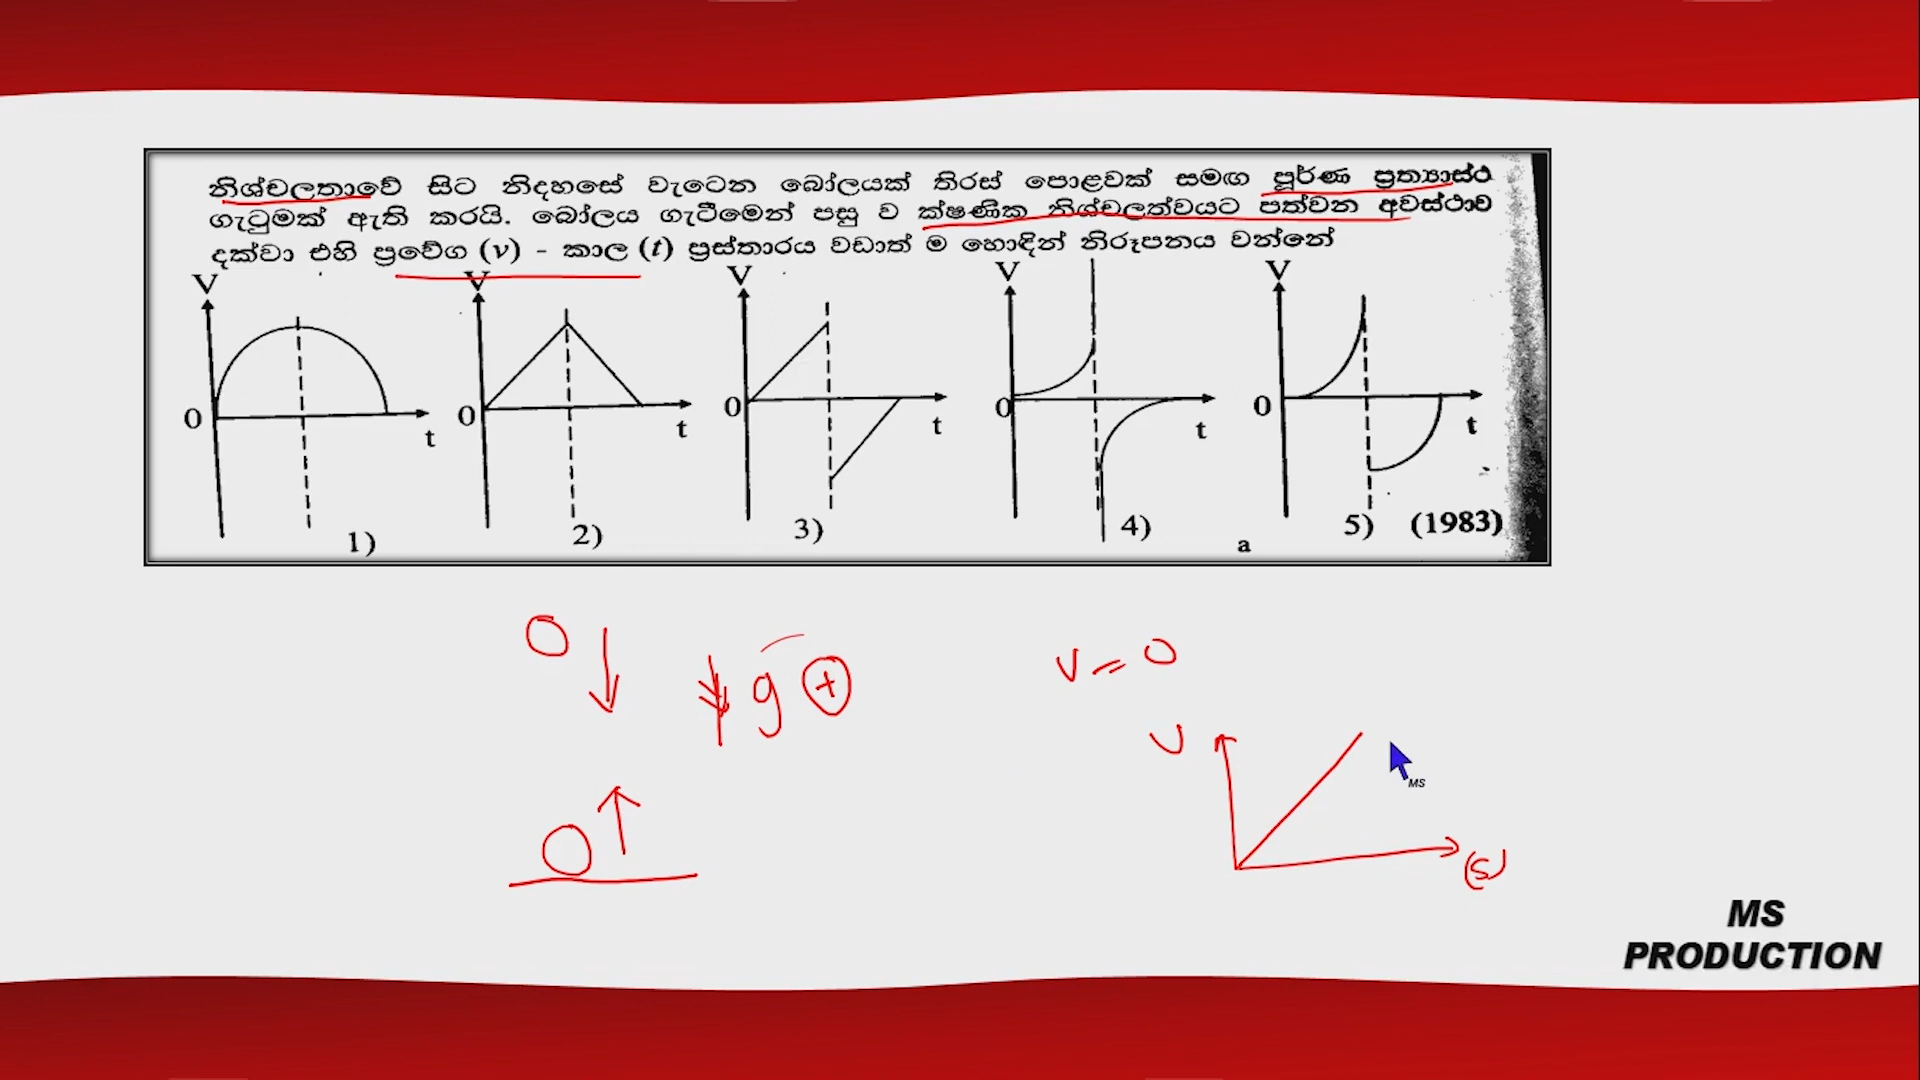 නිශ්චලතාවේ සිට නිදහසේ වැටෙන බෝලයක් තිරස් පොළවක් සමඟ පූර්ණ ප්‍රත්‍යාස්ථ
ගැටුමක් ඇති කරයි. බෝලය ගැටීමෙන් පසු ව ක්ෂණික නිශ්චලත්වයට පත්වන අවස්ථාව
දක්වා එහි ප්‍රවේග (v) - කාල (t) ප්‍රස්තාරය වඩාත් ම හොඳින් නිරූපනය වන්නේ
V V V V V
0 0 0 0 0
t t t t t
1) 2) 3) 4) 5) (1983)
a
g +
v = 0
v
(s)
MS
MS
PRODUCTION